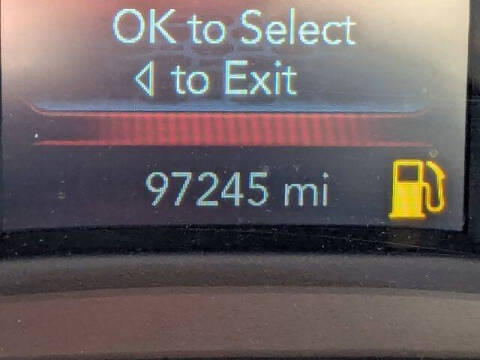 OK to Select
◁ to Exit
97245 mi